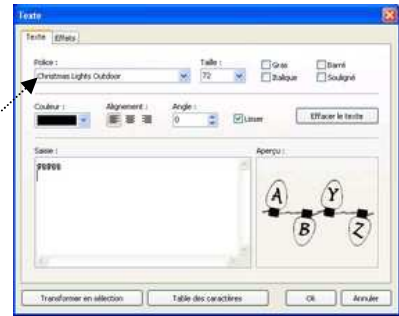 Texte
Texte Effets
Police : Taille :
Christmas Lights Outdoor 72
Gras Barré
Italique Souligné
Couleur : Alignement : Angle :
0 Lisser Effacer le texte
Saisie : Aperçu :
A Y
B Z
Transformer en sélection Table des caractères Ok Annuler